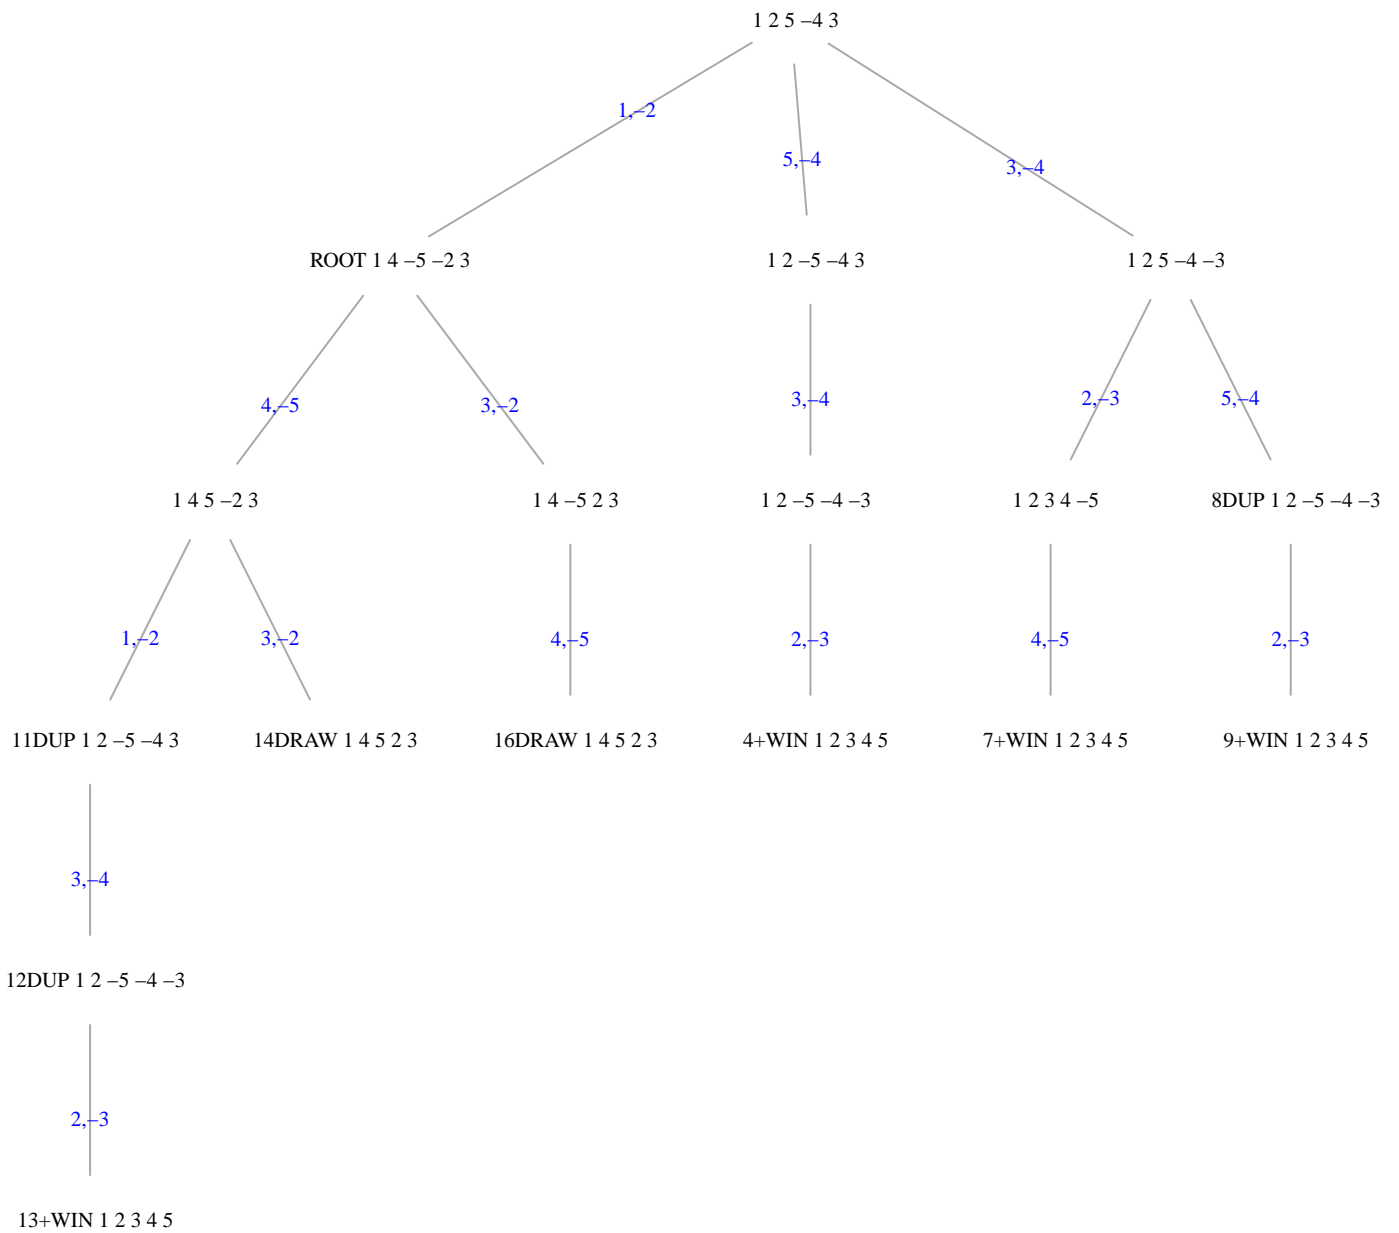 1 2 5 –4 3
1,–2
5,–4
3,–4
ROOT 1 4 –5 –2 3
1 2 –5 –4 3
1 2 5 –4 –3
4,–5
3,–2
3,–4
2,–3
5,–4
1 4 5 –2 3
1 4 –5 2 3
1 2 –5 –4 –3
1 2 3 4 –5
8DUP 1 2 –5 –4 –3
1,–2
3,–2
4,–5
2,–3
4,–5
2,–3
11DUP 1 2 –5 –4 3
14DRAW 1 4 5 2 3
16DRAW 1 4 5 2 3
4+WIN 1 2 3 4 5
7+WIN 1 2 3 4 5
9+WIN 1 2 3 4 5
3,–4
12DUP 1 2 –5 –4 –3
2,–3
13+WIN 1 2 3 4 5